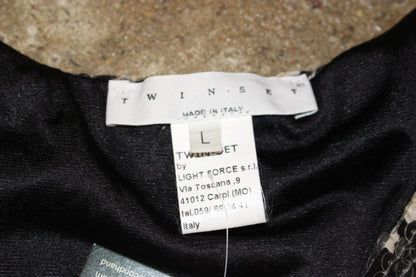 TWIN-SET
MADE IN ITALY
L
TWIN-SET
by
LIGHT FORCE s.r.l.
Via Toscana ,9
41012 Carpi (MO)
Italy